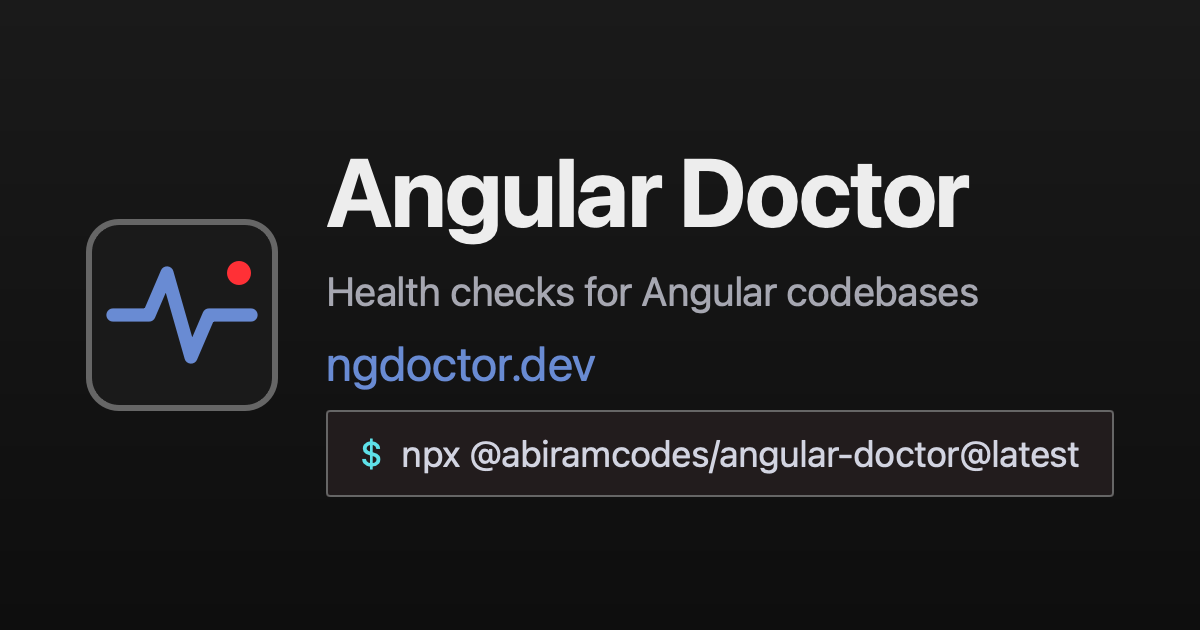 Angular Doctor
Health checks for Angular codebases
ngdoctor.dev
$ npx @abiramcodes/angular-doctor@latest